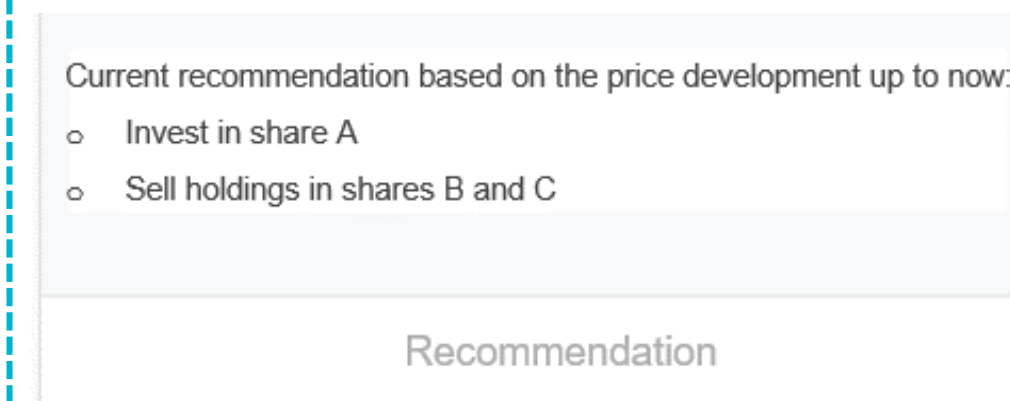 Current recommendation based on the price development up to now:
o Invest in share A
o Sell holdings in shares B and C
Recommendation